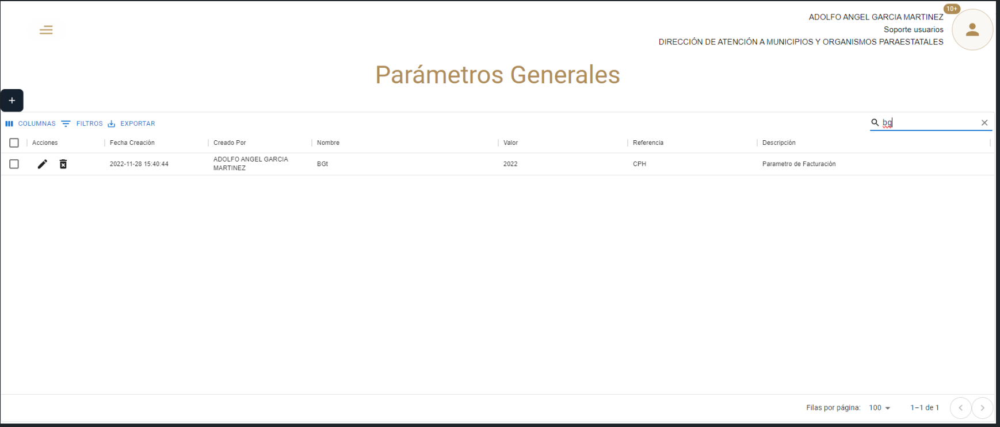 10+
ADOLFO ANGEL GARCIA MARTINEZ
Soporte usuarios
DIRECCIÓN DE ATENCIÓN A MUNICIPIOS Y ORGANISMOS PARAESTATALES
Parámetros Generales
+
COLUMNAS FILTROS EXPORTAR bg
Acciones Fecha Creación Creado Por Nombre Valor Referencia Descripción
2022-11-28 15:40:44 ADOLFO ANGEL GARCIA MARTINEZ BGt 2022 CPH Parametro de Facturación
Filas por página: 100 1–1 de 1